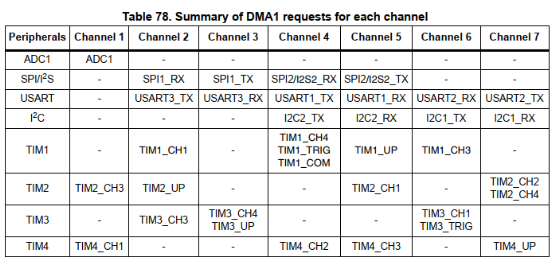 Table 78. Summary of DMA1 requests for each channel
Peripherals Channel 1 Channel 2 Channel 3 Channel 4 Channel 5 Channel 6 Channel 7
ADC1 ADC1 - - - - - -
SPI/I²S - SPI1_RX SPI1_TX SPI2/I2S2_RX SPI2/I2S2_TX - -
USART - USART3_TX USART3_RX USART1_TX USART1_RX USART2_RX USART2_TX
I²C - - - I2C2_TX I2C2_RX I2C1_TX I2C1_RX
TIM1 - TIM1_CH1 - TIM1_CH4 TIM1_TRIG TIM1_COM TIM1_UP TIM1_CH3 -
TIM2 TIM2_CH3 TIM2_UP - - TIM2_CH1 - TIM2_CH2 TIM2_CH4
TIM3 - TIM3_CH3 TIM3_CH4 TIM3_UP - - TIM3_CH1 TIM3_TRIG -
TIM4 TIM4_CH1 - - TIM4_CH2 TIM4_CH3 - TIM4_UP